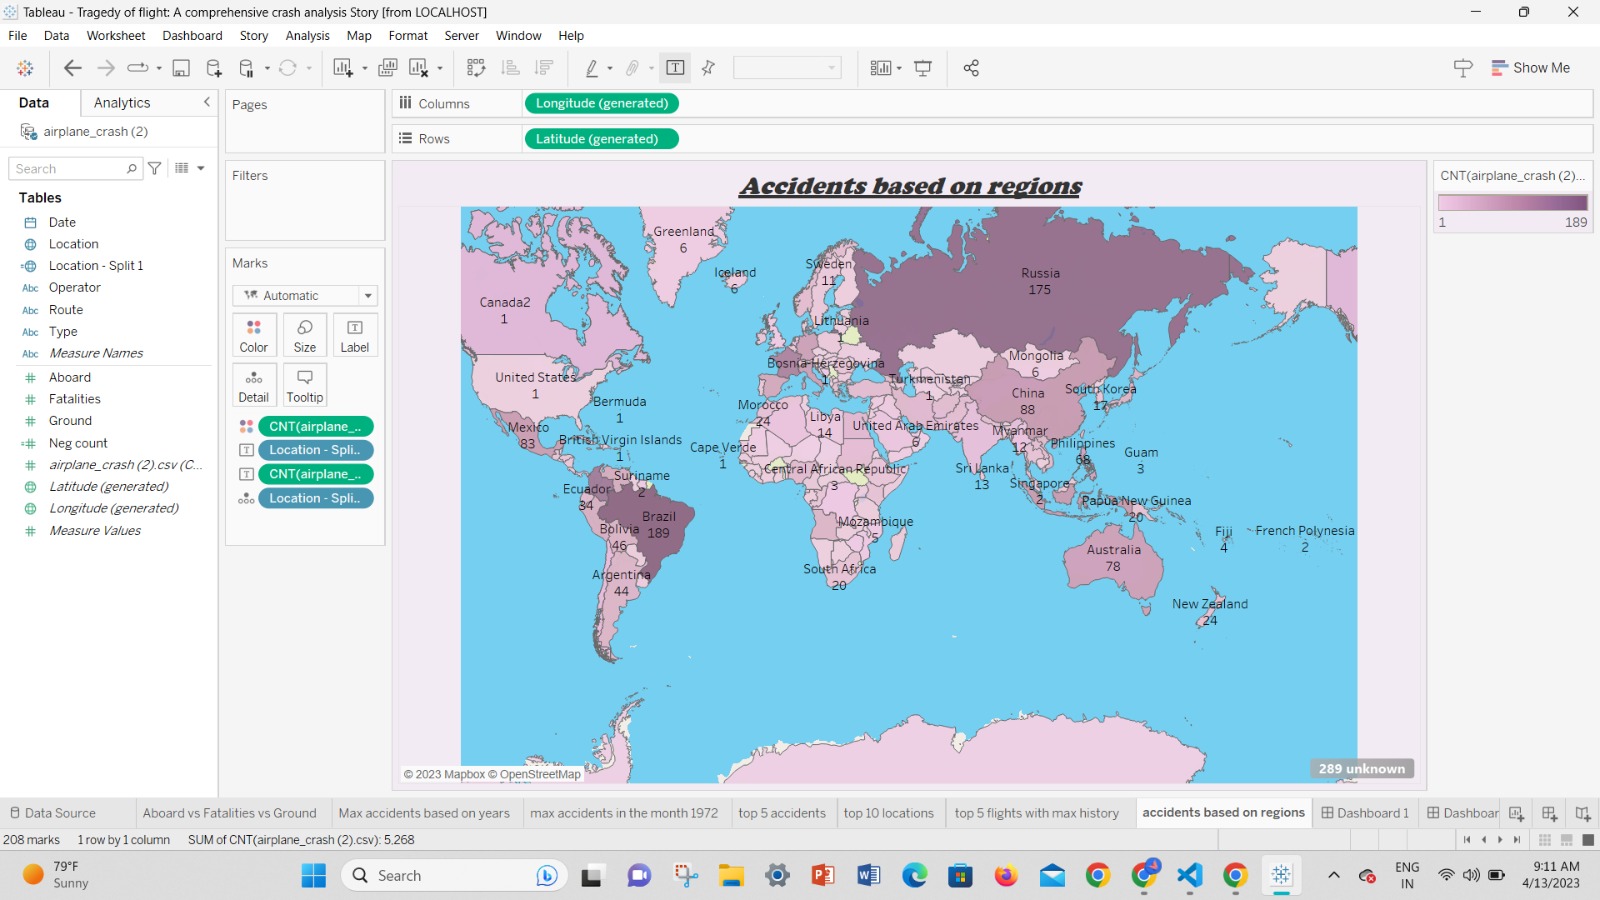 Tableau - Tragedy of flight: A comprehensive crash analysis Story [from LOCALHOST]
File Data Worksheet Dashboard Story Analysis Map Format Server Window Help
Show Me
Data Analytics
airplane_crash (2)
Search
Tables
Date
Location
Location - Split 1
Abc Operator
Abc Route
Abc Type
Abc Measure Names
Aboard
Fatalities
Ground
Neg count
airplane_crash (2).csv (C...
Latitude (generated)
Longitude (generated)
Measure Values
Pages
Filters
Marks
Automatic
Color Size Label
Detail Tooltip
CNT(airplane_..
Location - Spli..
CNT(airplane_..
Location - Spli..
Columns Longitude (generated)
Rows Latitude (generated)
Accidents based on regions
Greenland
6
Iceland
6
Sweden
11
Russia
175
Canada2
1
Lithuania
1
Bosnia-Herzegovina
1
Mongolia
6
United States
1
Turkmenistan
1
China
88
South Korea
17
Bermuda
1
Morocco
24
Libya
14
United Arab Emirates
6
Mexico
83
British Virgin Islands
1
Cape Verde
1
Myanmar
12
Philippines
68
Guam
3
Central African Republic
3
Sri Lanka
13
Suriname
2
Singapore
2
Ecuador
34
Papua New Guinea
20
Brazil
189
Mozambique
5
Bolivia
46
Fiji
4
French Polynesia
2
Australia
78
South Africa
20
Argentina
44
New Zealand
24
© 2023 Mapbox © OpenStreetMap
289 unknown
CNT(airplane_crash (2)...
1 189
Data Source Aboard vs Fatalities vs Ground Max accidents based on years max accidents in the month 1972 top 5 accidents top 10 locations top 5 flights with max history accidents based on regions Dashboard 1 Dashboar
208 marks 1 row by 1 column SUM of CNT(airplane_crash (2).csv): 5,268
79°F
Sunny
Search
ENG
IN
9:11 AM
4/13/2023